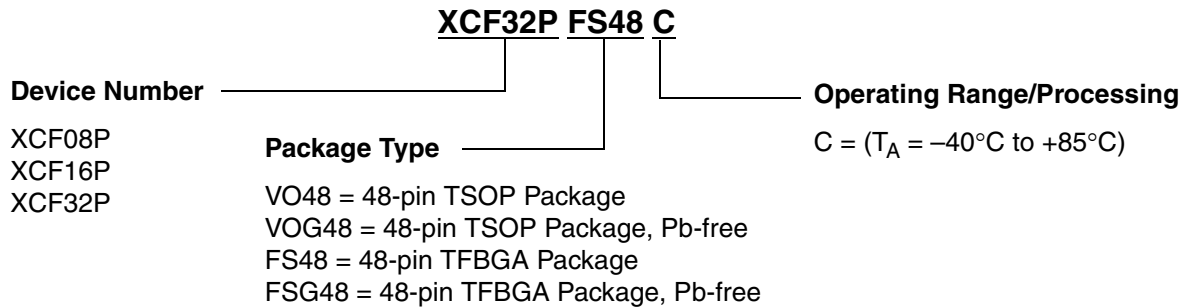 XCF32P FS48 C
Device Number
XCF08P
XCF16P
XCF32P
Package Type
VO48 = 48-pin TSOP Package
VOG48 = 48-pin TSOP Package, Pb-free
FS48 = 48-pin TFBGA Package
FSG48 = 48-pin TFBGA Package, Pb-free
Operating Range/Processing
C = (TA = –40°C to +85°C)